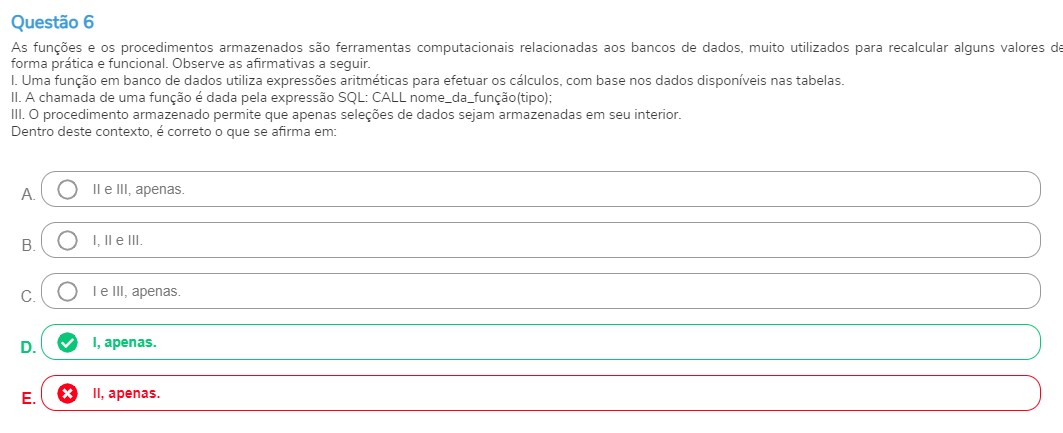 Questão 6
As funções e os procedimentos armazenados são ferramentas computacionais relacionadas aos bancos de dados, muito utilizados para recalcular alguns valores de
forma prática e funcional. Observe as afirmativas a seguir.
I. Uma função em banco de dados utiliza expressões aritméticas para efetuar os cálculos, com base nos dados disponíveis nas tabelas.
II. A chamada de uma função é dada pela expressão SQL: CALL nome_da_função(tipo);
III. O procedimento armazenado permite que apenas seleções de dados sejam armazenadas em seu interior.
Dentro deste contexto, é correto o que se afirma em:
A. II e III, apenas.
B. I, II e III.
C. I e III, apenas.
D. I, apenas.
E. II, apenas.